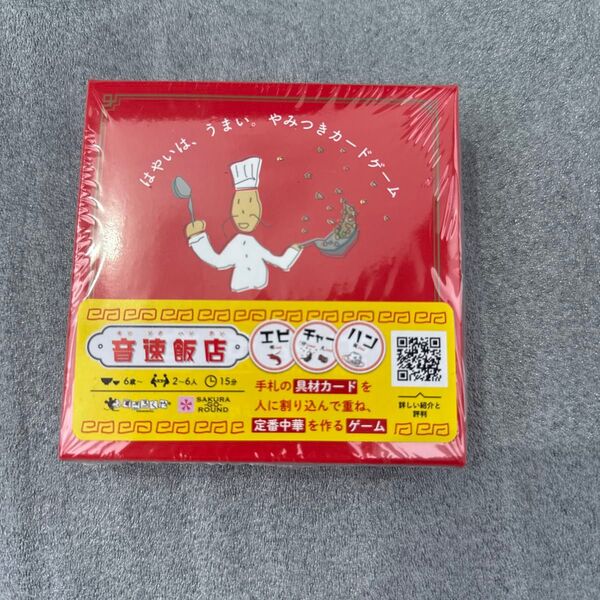 はやいは、うまい。やみつきカードゲーム
音速飯店
エビ チャー ハン
6歳〜 2〜6人 15分
SAKURA
GO
ROUND
手札の具材カードを
人に割り込んで重ね、
定番中華を作るゲーム
詳しい紹介と
評判